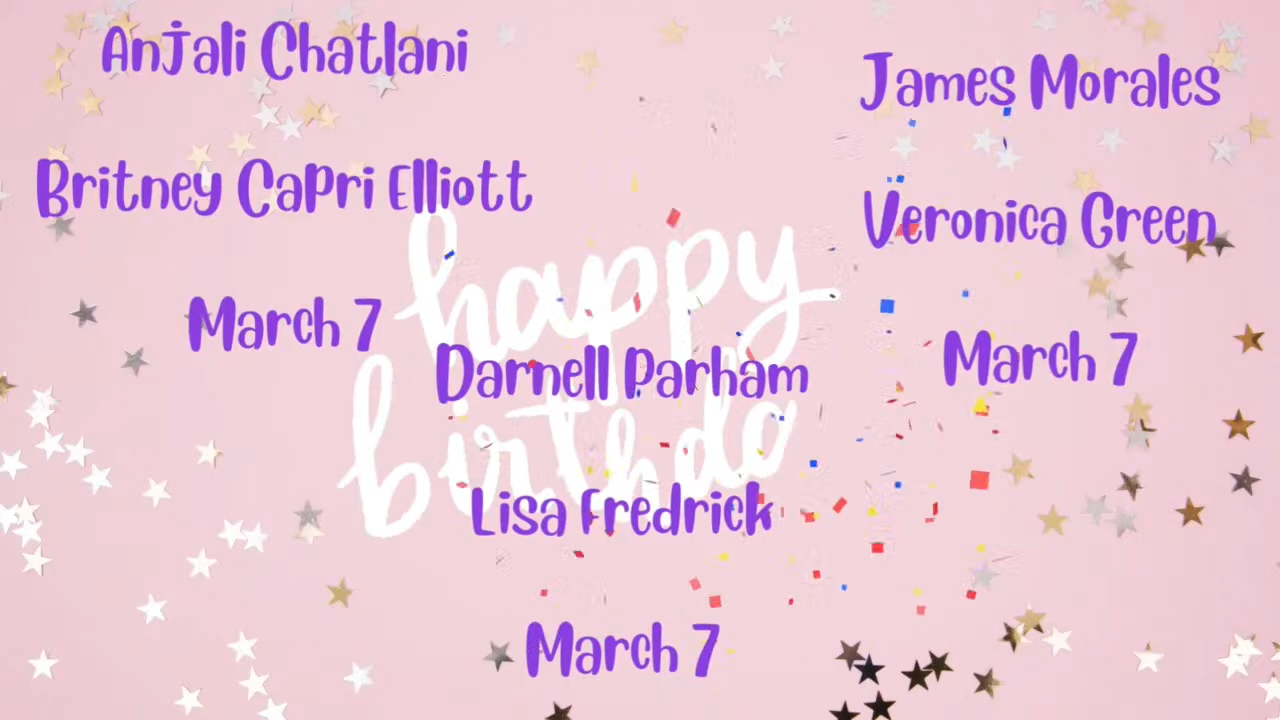 Anjali Chatlani
Britney Capri Elliott
March 7
James Morales
Veronica Green
March 7
happy
birthda
Darnell Parham
Lisa Fredrick
March 7